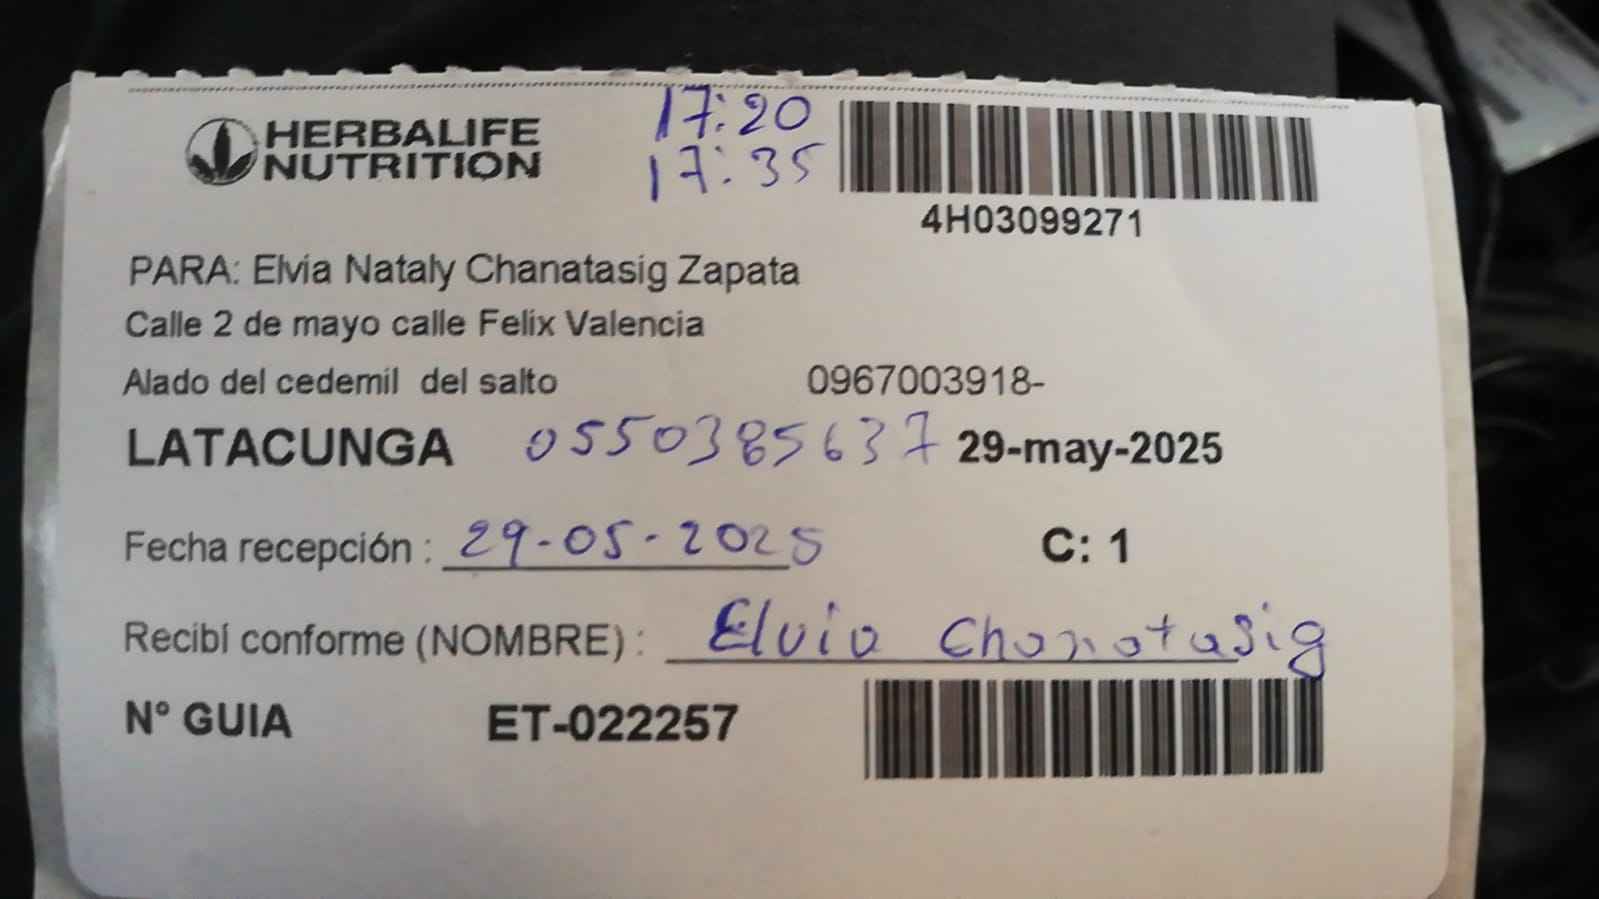 HERBALIFE
NUTRITION
17:20
17:35
4H03099271
PARA: Elvia Nataly Chanatasig Zapata
Calle 2 de mayo calle Felix Valencia
Alado del cedemil del salto 0967003918-
LATACUNGA 0550385637 29-may-2025
Fecha recepción : 29-05-2025 C: 1
Recibí conforme (NOMBRE) : Elvia Chanatasig
Nº GUIA ET-022257